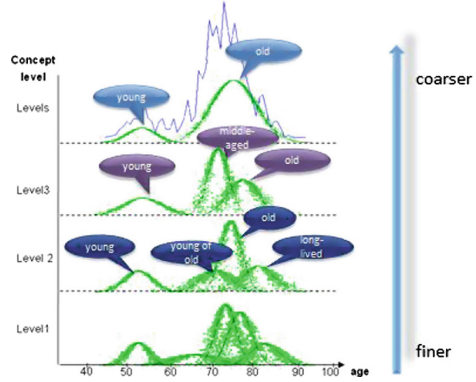 Concept
level
old
coarser
Levels
young
middle-
aged
young
old
Level3
old
young
young of
old
long-
lived
Level 2
Level1
finer
40
50
60
70
80
90
100
age